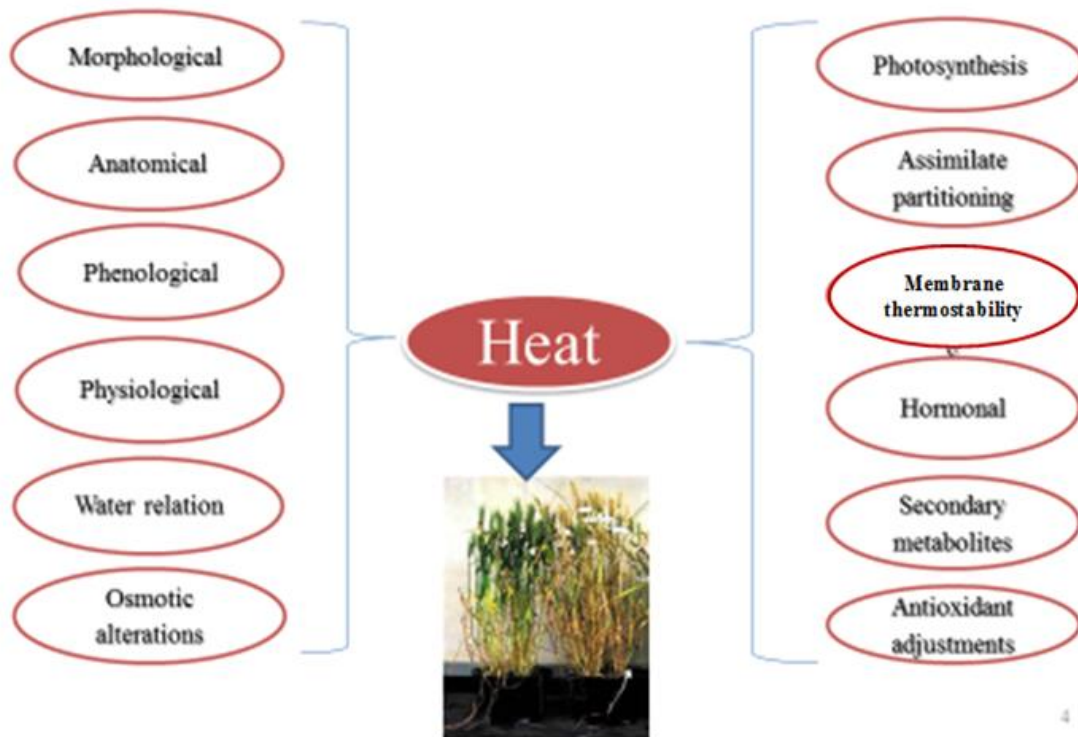 Morphological
Anatomical
Phenological
Physiological
Water relation
Osmotic
alterations
Heat
Photosynthesis
Assimilate
partitioning
Membrane
thermostability
Hormonal
Secondary
metabolites
Antioxidant
adjustments
4